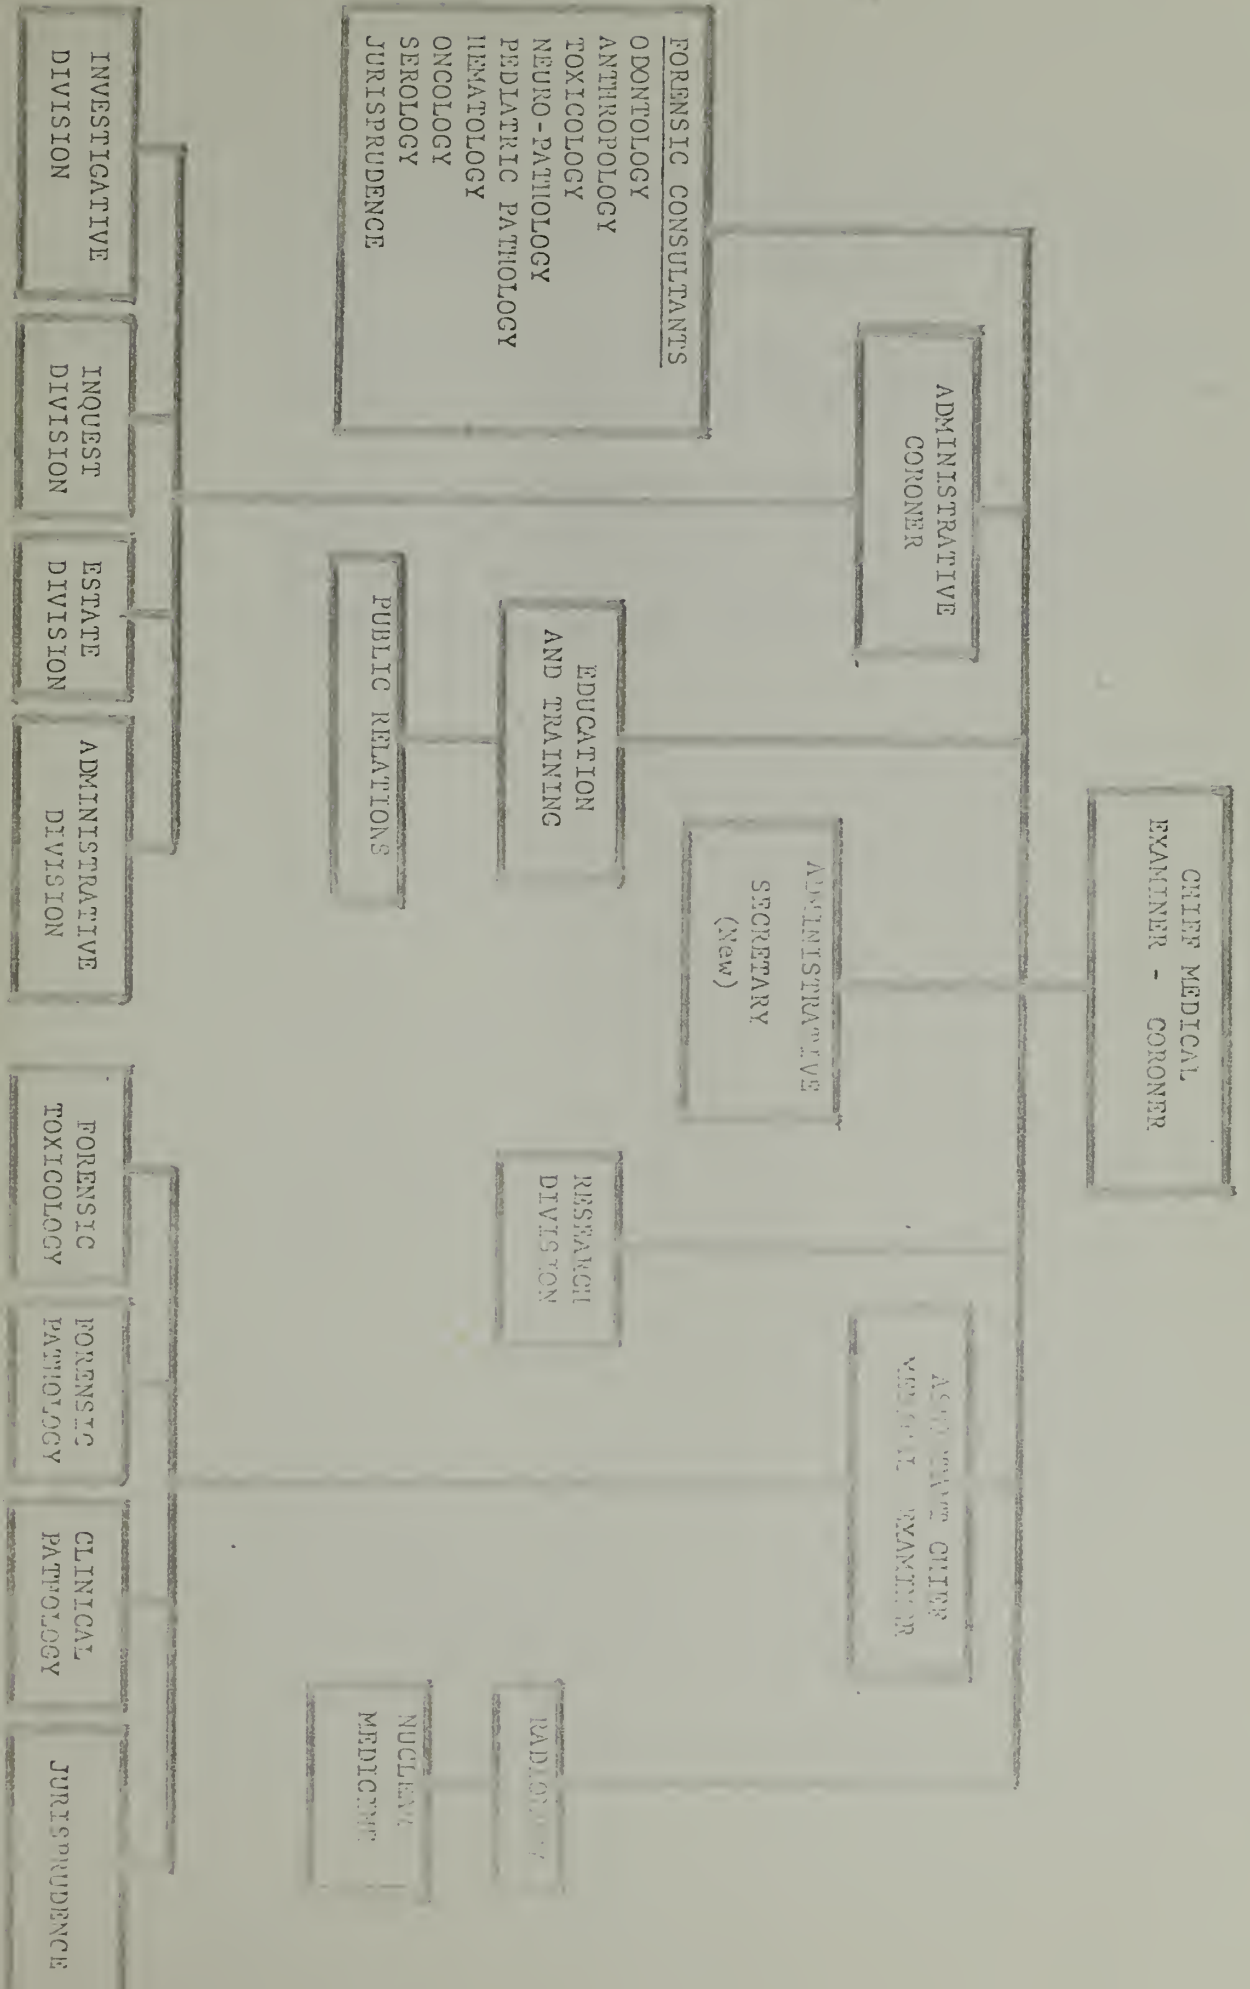 CHIEF MEDICAL
EXAMINER - CORONER
ADMINISTRATIVE
CORONER
CHIEF
EXAMINER
ADMINISTRATIVE
SECRETARY
(New)
FORENSIC CONSULTANTS
ODONTOLOGY
ANTHROPOLOGY
TOXICOLOGY
NEURO-PATHOLOGY
PEDIATRIC PATHOLOGY
HEMATOLOGY
ONCOLOGY
SEROLOGY
JURISPRUDENCE
EDUCATION
AND TRAINING
RESEARCH
DIVISION
PUBLIC RELATIONS
NUCLEAR
MEDICINE
INVESTIGATIVE
DIVISION
INQUEST
DIVISION
ESTATE
DIVISION
ADMINISTRATIVE
DIVISION
FORENSIC
TOXICOLOGY
FORENSIC
PATHOLOGY
CLINICAL
PATHOLOGY
JURISPRUDENCE